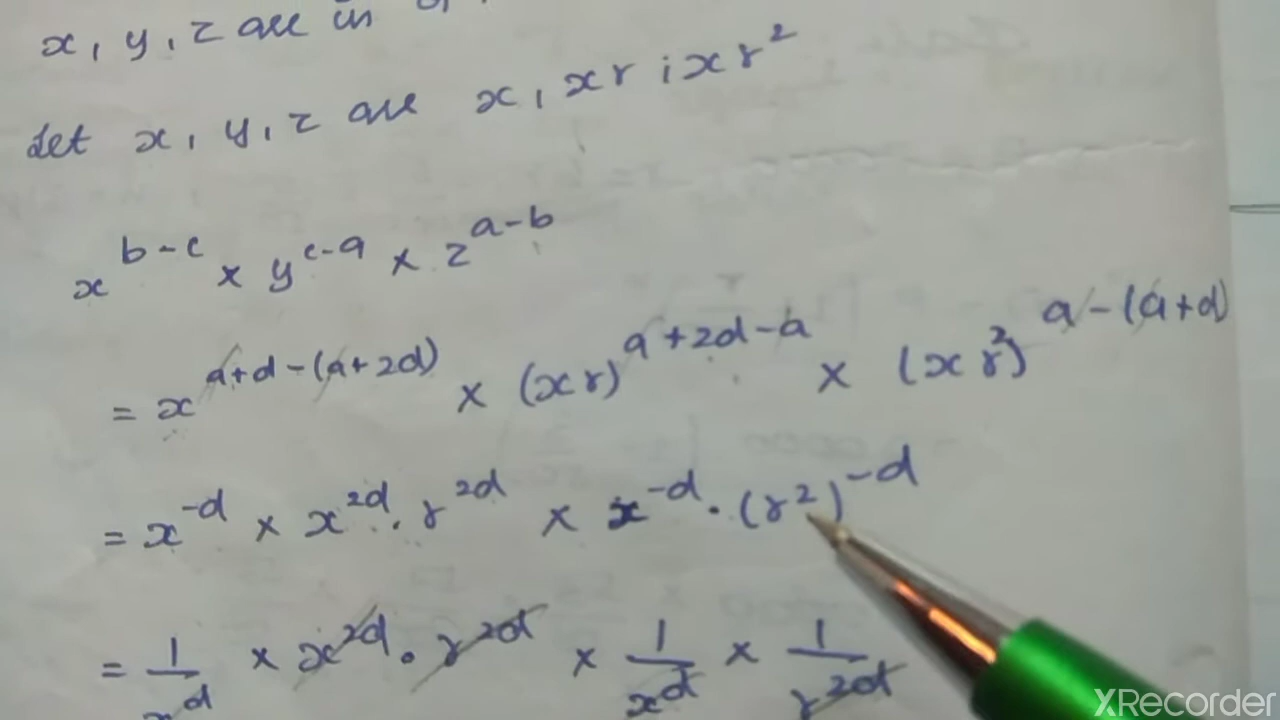 x, y, z are in
Let x, y, z are x, xr, xr²
x^(b-c) × y^(c-a) × z^(a-b)
= x^(a+d-(a+2d)) × (xr)^(a+2d-a) × (xr²)^(a-(a+d))
= x^(-d) × x^(2d) . r^(2d) × x^(-d) . (r²)^(-d)
= 1/x^d × x^(2d) . r^(2d) × 1/x^d × 1/r^(2d)
XRecorder